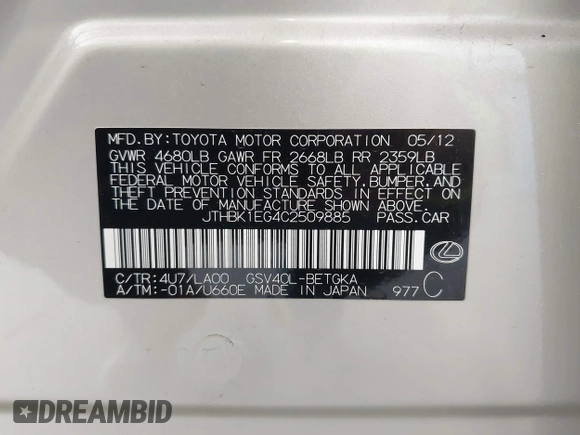 MFD.BY:TOYOTA MOTOR CORPORATION 05/12
GVWR 4680LB GAWR FR 2668LB RR 2359LB
THIS VEHICLE CONFORMS TO ALL APPLICABLE
FEDERAL MOTOR VEHICLE SAFETY,BUMPER,AND
THEFT PREVENTION STANDARDS IN EFFECT ON
THE DATE OF MANUFACTURE SHOWN ABOVE.
JTHBK1EG4C2509885 PASS.CAR
C/TR:4U7/LA00 GSV40L-BETGKA
A/TM:-01A/U660E MADE IN JAPAN 977 C
DREAMBID